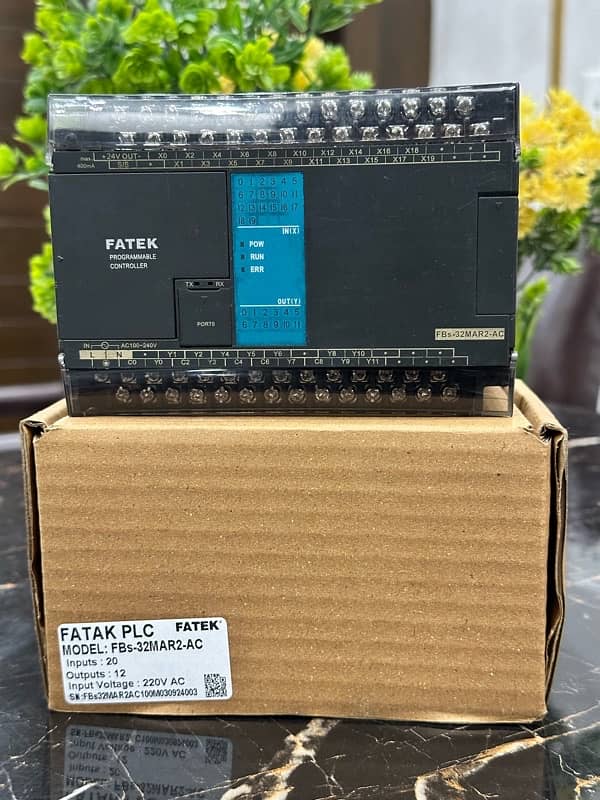 max. 400mA
+24V OUT- • X0 X2 X4 X6 X8 X10 X12 X14 X16 X18 • •
S/S • X1 X3 X5 X7 X9 X11 X13 X15 X17 X19 • •
0 1 2 3 4 5
6 7 8 9 10 11
12 13 14 15 16 17
18 19
IN(X)
POW
RUN
ERR
FATEK
PROGRAMMABLE
CONTROLLER
TX RX
PORT0
OUT(Y)
0 1 2 3 4 5
6 7 8 9 10 11
FBs-32MAR2-AC
IN AC100~240V
L N • Y1 Y2 Y4 Y5 Y6 • Y8 Y10 • • •
C0 Y0 C2 Y3 C4 C6 Y7 C8 Y9 Y11 • • •
FATAK PLC FATEK
MODEL: FBs-32MAR2-AC
Inputs : 20
Outputs : 12
Input Voltage : 220V AC
SN:FBs32MAR2AC100M030924003